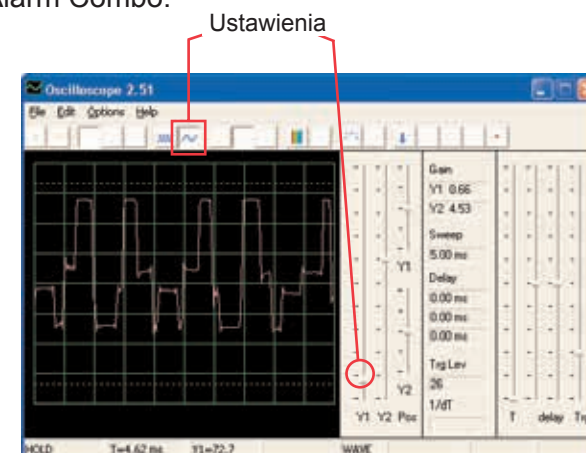 Alarm Combo.
Ustawienia
Oscilloscope 2.51
File Edit Options Help
Gain
Y1 0.66
Y2 4.53
Sweep
5.00 ms
Y1
Delay
0.00 ms
0.00 ms
0.00 ms
Trg Lev
26
Y2
1/dT
Y1 Y2 Pos
T delay Trg
HOLD T=4.62 ms Y1=72.7 WAVE